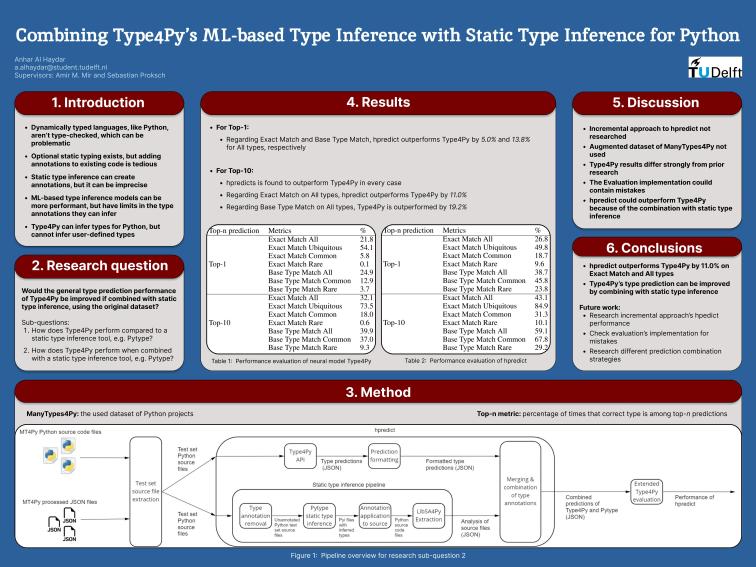 Combining Type4Py's ML-based Type Inference with Static Type Inference for Python
Anhar Al Haydar
a.alhaydar@student.tudelft.nl
Supervisors: Amir M. Mir and Sebastian Proksch
TUDelft
1. Introduction
• Dynamically typed languages, like Python,
aren't type-checked, which can be
problematic
• Optional static typing exists, but adding
annotations to existing code is tedious
• Static type inference can create
annotations, but it can be imprecise
• ML-based type inference models can be
more performant, but have limits in the type
annotations they can infer
• Type4Py can infer types for Python, but
cannot infer user-defined types
2. Research question
Would the general type prediction performance
of Type4Py be improved if combined with static
type inference, using the original dataset?
Sub-questions:
1. How does Type4Py perform compared to a
static type inference tool, e.g. Pytype?
2. How does Type4Py perform when combined
with a static type inference tool, e.g. Pytype?
4. Results
• For Top-1:
• Regarding Exact Match and Base Type Match, hpredict outperforms Type4Py by 5.0% and 13.8%
for All types, respectively
• For Top-10:
• hpredicts is found to outperform Type4Py in every case
• Regarding Exact Match on All types, hpredict outperforms Type4Py by 11.0%
• Regarding Base Type Match on All types, Type4Py is outperformed by 19.2%
Top-n prediction Metrics %
Exact Match All 21.8
Exact Match Ubiquitous 54.1
Exact Match Common 5.8
Top-1 Exact Match Rare 0.1
Base Type Match All 24.9
Base Type Match Common 12.9
Base Type Match Rare 3.7
Exact Match All 32.1
Exact Match Ubiquitous 73.5
Exact Match Common 18.0
Top-10 Exact Match Rare 0.6
Base Type Match All 39.9
Base Type Match Common 37.0
Base Type Match Rare 9.3
Table 1: Performance evaluation of neural model Type4Py
Top-n prediction Metrics %
Exact Match All 26.8
Exact Match Ubiquitous 49.8
Exact Match Common 18.7
Top-1 Exact Match Rare 9.6
Base Type Match All 38.7
Base Type Match Common 45.8
Base Type Match Rare 23.8
Exact Match All 43.1
Exact Match Ubiquitous 84.9
Exact Match Common 31.3
Top-10 Exact Match Rare 10.1
Base Type Match All 59.1
Base Type Match Common 67.8
Base Type Match Rare 29.2
Table 2: Performance evaluation of hpredict
5. Discussion
• Incremental approach to hpredict not
researched
• Augmented dataset of ManyTypes4Py not
used
• Type4Py results differ strongly from prior
research
• The Evaluation implementation couild
contain mistakes
• hpredict could outperform Type4Py
because of the combination with static type
inference
6. Conclusions
• hpredict outperforms Type4Py by 11.0% on
Exact Match and All types
• Type4Py's type prediction can be improved
by combining with static type inference
Future work:
• Research incremental approach's hpredict
performance
• Check evaluation's implementation for
mistakes
• Research different prediction combination
strategies
3. Method
ManyTypes4Py: the used dataset of Python projects
Top-n metric: percentage of times that correct type is among top-n predictions
MT4Py Python source code files
MT4Py processed JSON files
JSON
JSON
JSON
Test set
source file
extraction
Test set
Python
source
files
Test set
Python
source
files
hpredict
Type4Py
API
Type predictions
(JSON)
Prediction
formatting
Formatted type
predictions (JSON)
Static type inference pipeline
Type
annotation
removal
Unannotated
Python test
set source
files
Pytype
static type
inference
Pyi files with
inferred
types
Annotation
application
to source
Python
source
code
files
LibSA4Py
Extraction
Analysis of
source files
(JSON)
Merging &
combination
of type
annotations
Combined
predictions of
Type4Py and Pytype
(JSON)
Extended
Type4Py
evaluation
Performance of
hpredict
Figure 1: Pipeline overview for research sub-question 2